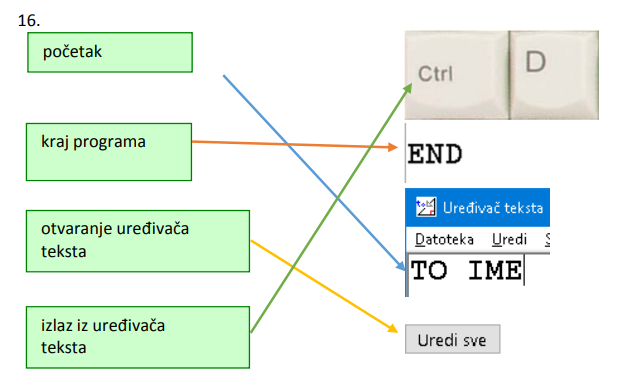 16.
početak
kraj programa
otvaranje uređivača
teksta
izlaz iz uređivača
teksta
Ctrl D
END
Uređivač teksta
Datoteka Uredi S
TO IME
Uredi sve